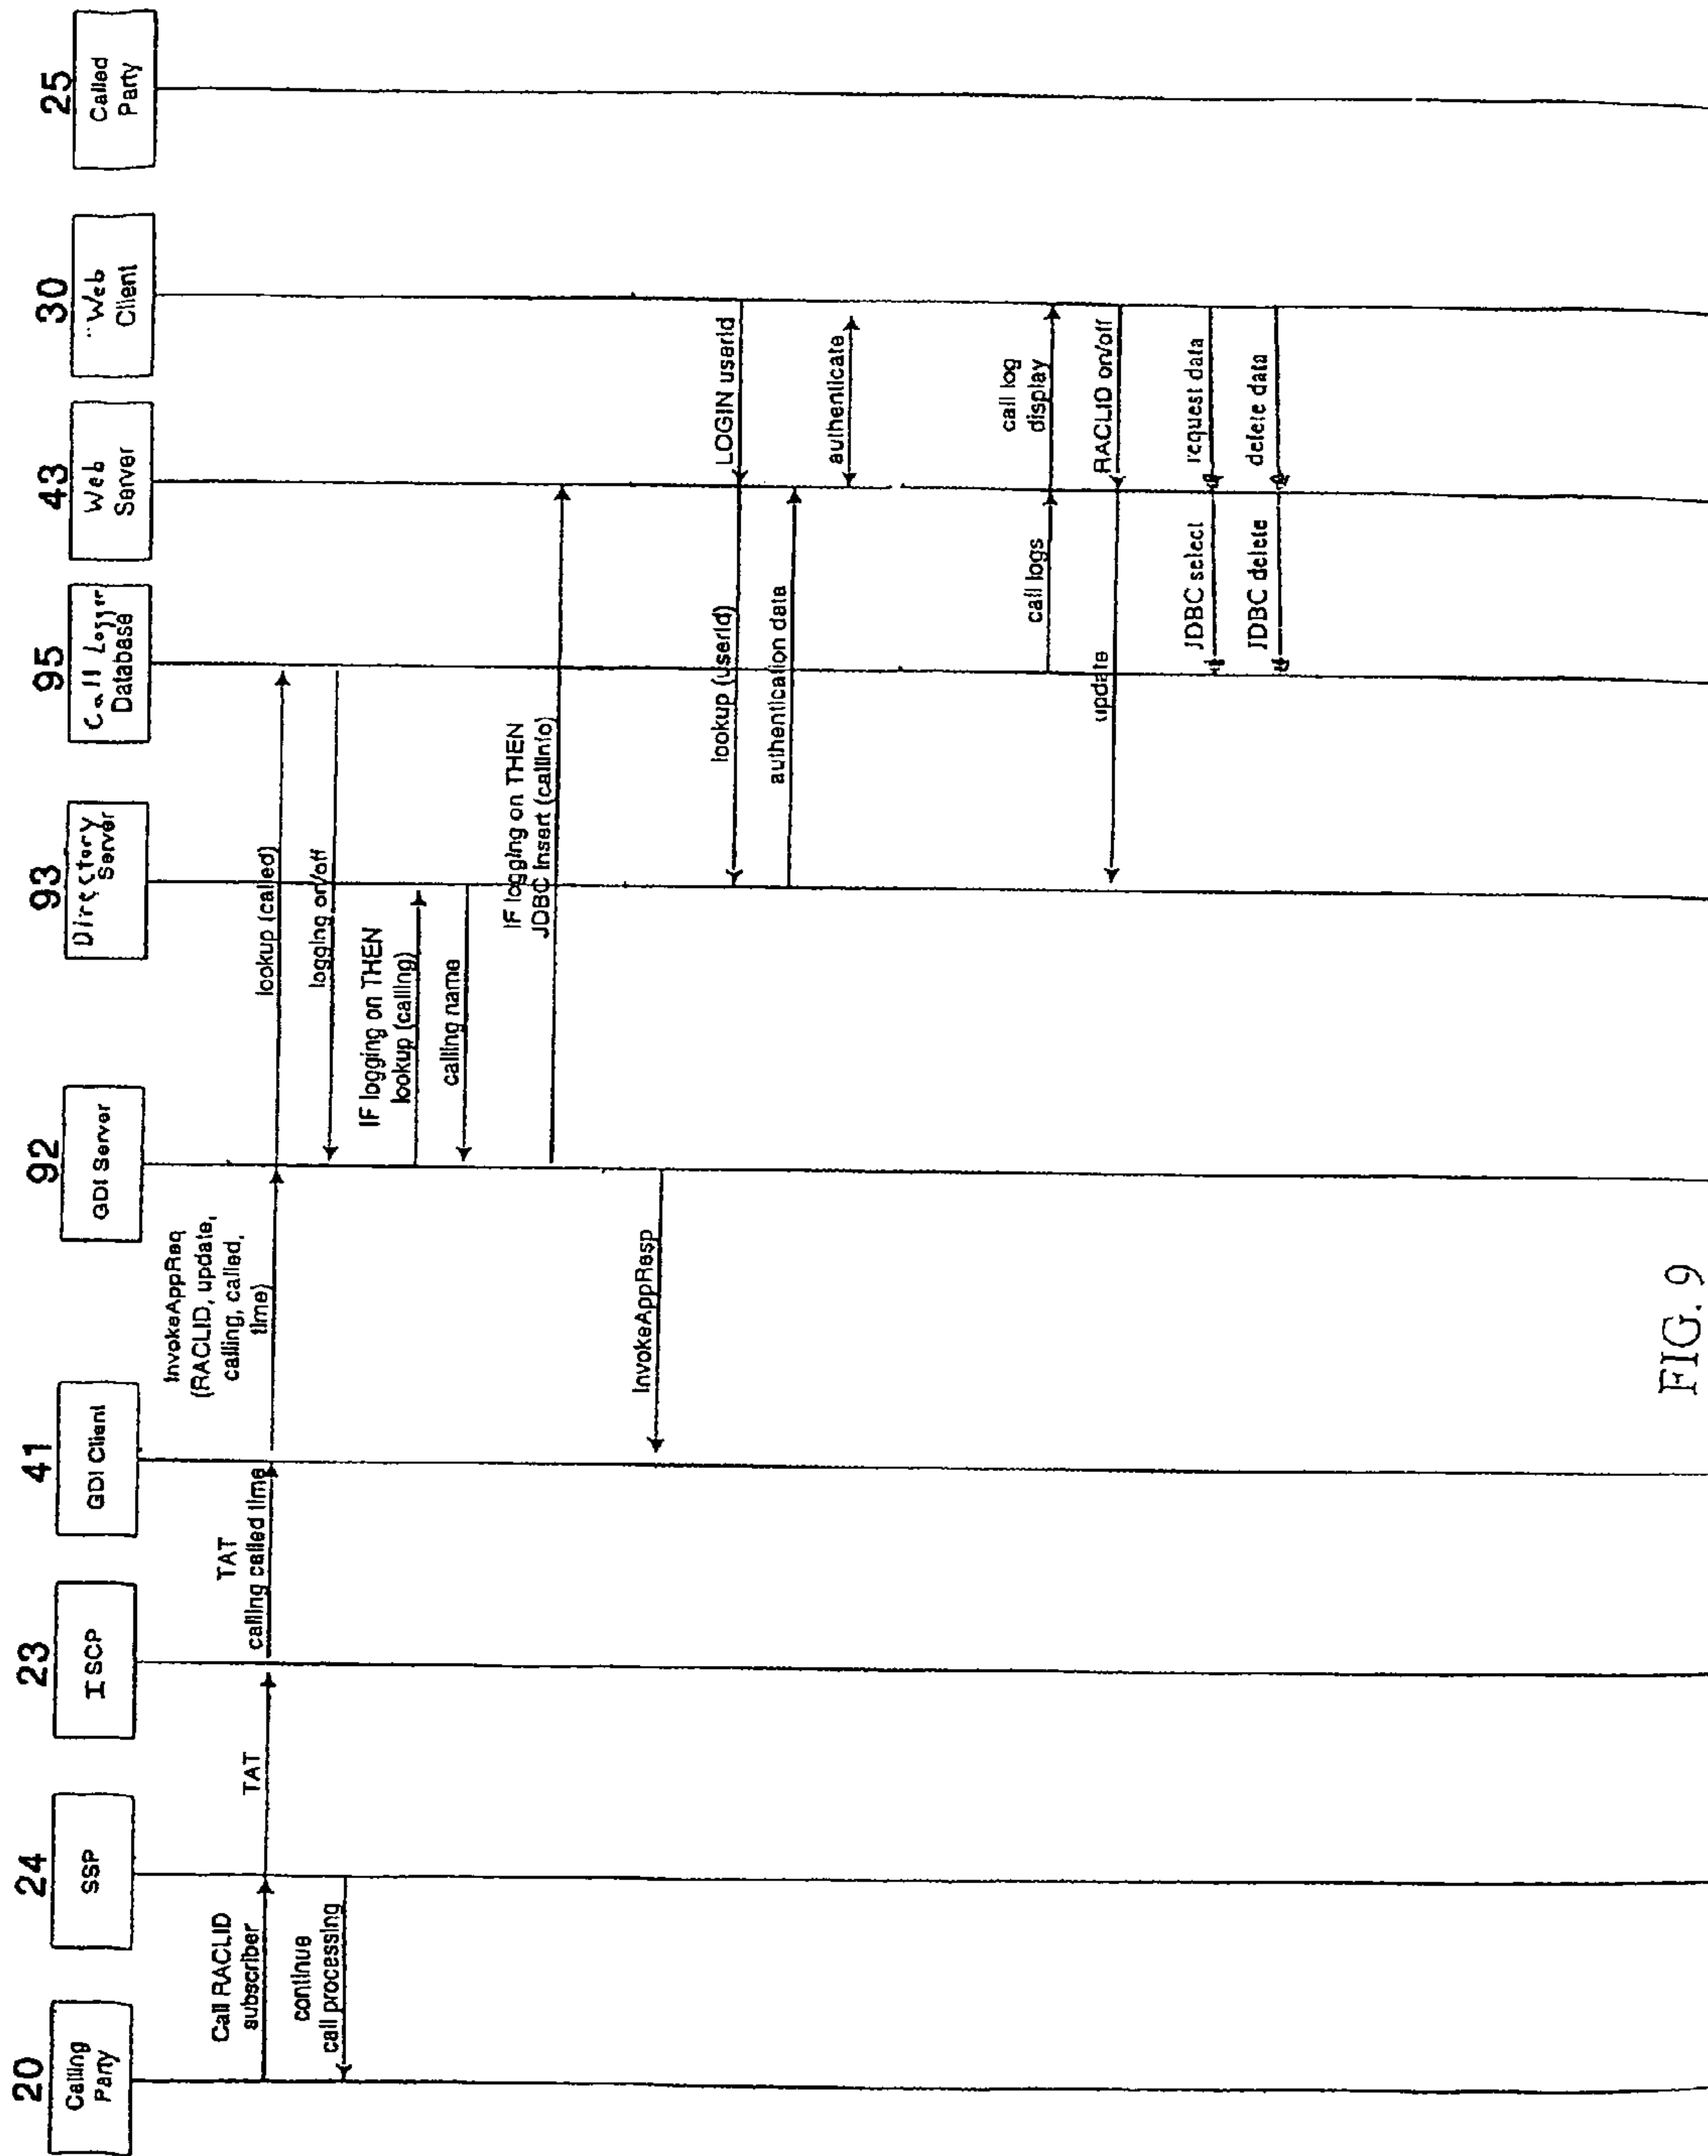 20
Calling
Party
24
SSP
23
ISCP
41
GDI Client
92
GDI Server
93
Directory
Server
95
Call Logger
Database
43
Web
Server
30
Web
Client
25
Called
Party
Call RACLID
subscriber
continue
call processing
TAT
TAT
calling called time
InvokeAppReq
(RACLID, update,
calling, called,
time)
lookup (called)
logging on/off
IF logging on THEN
lookup (calling)
calling name
IF logging on THEN
JDBC Insert (callinfo)
InvokeAppResp
LOGIN userid
lookup (userid)
authentication data
authenticate
call logs
call log
display
RACLID on/off
update
request data
JDBC select
delete data
JDBC delete
FIG. 9